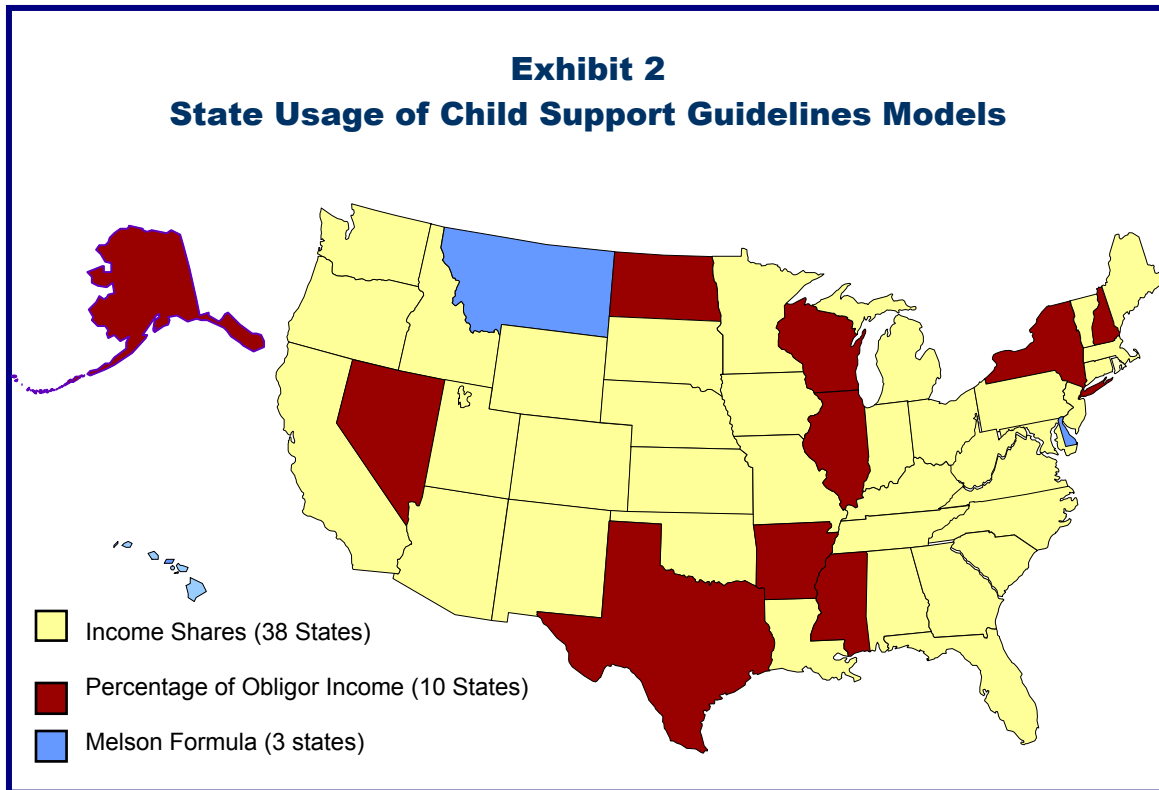 Exhibit 2
State Usage of Child Support Guidelines Models
Income Shares (38 States)
Percentage of Obligor Income (10 States)
Melson Formula (3 states)